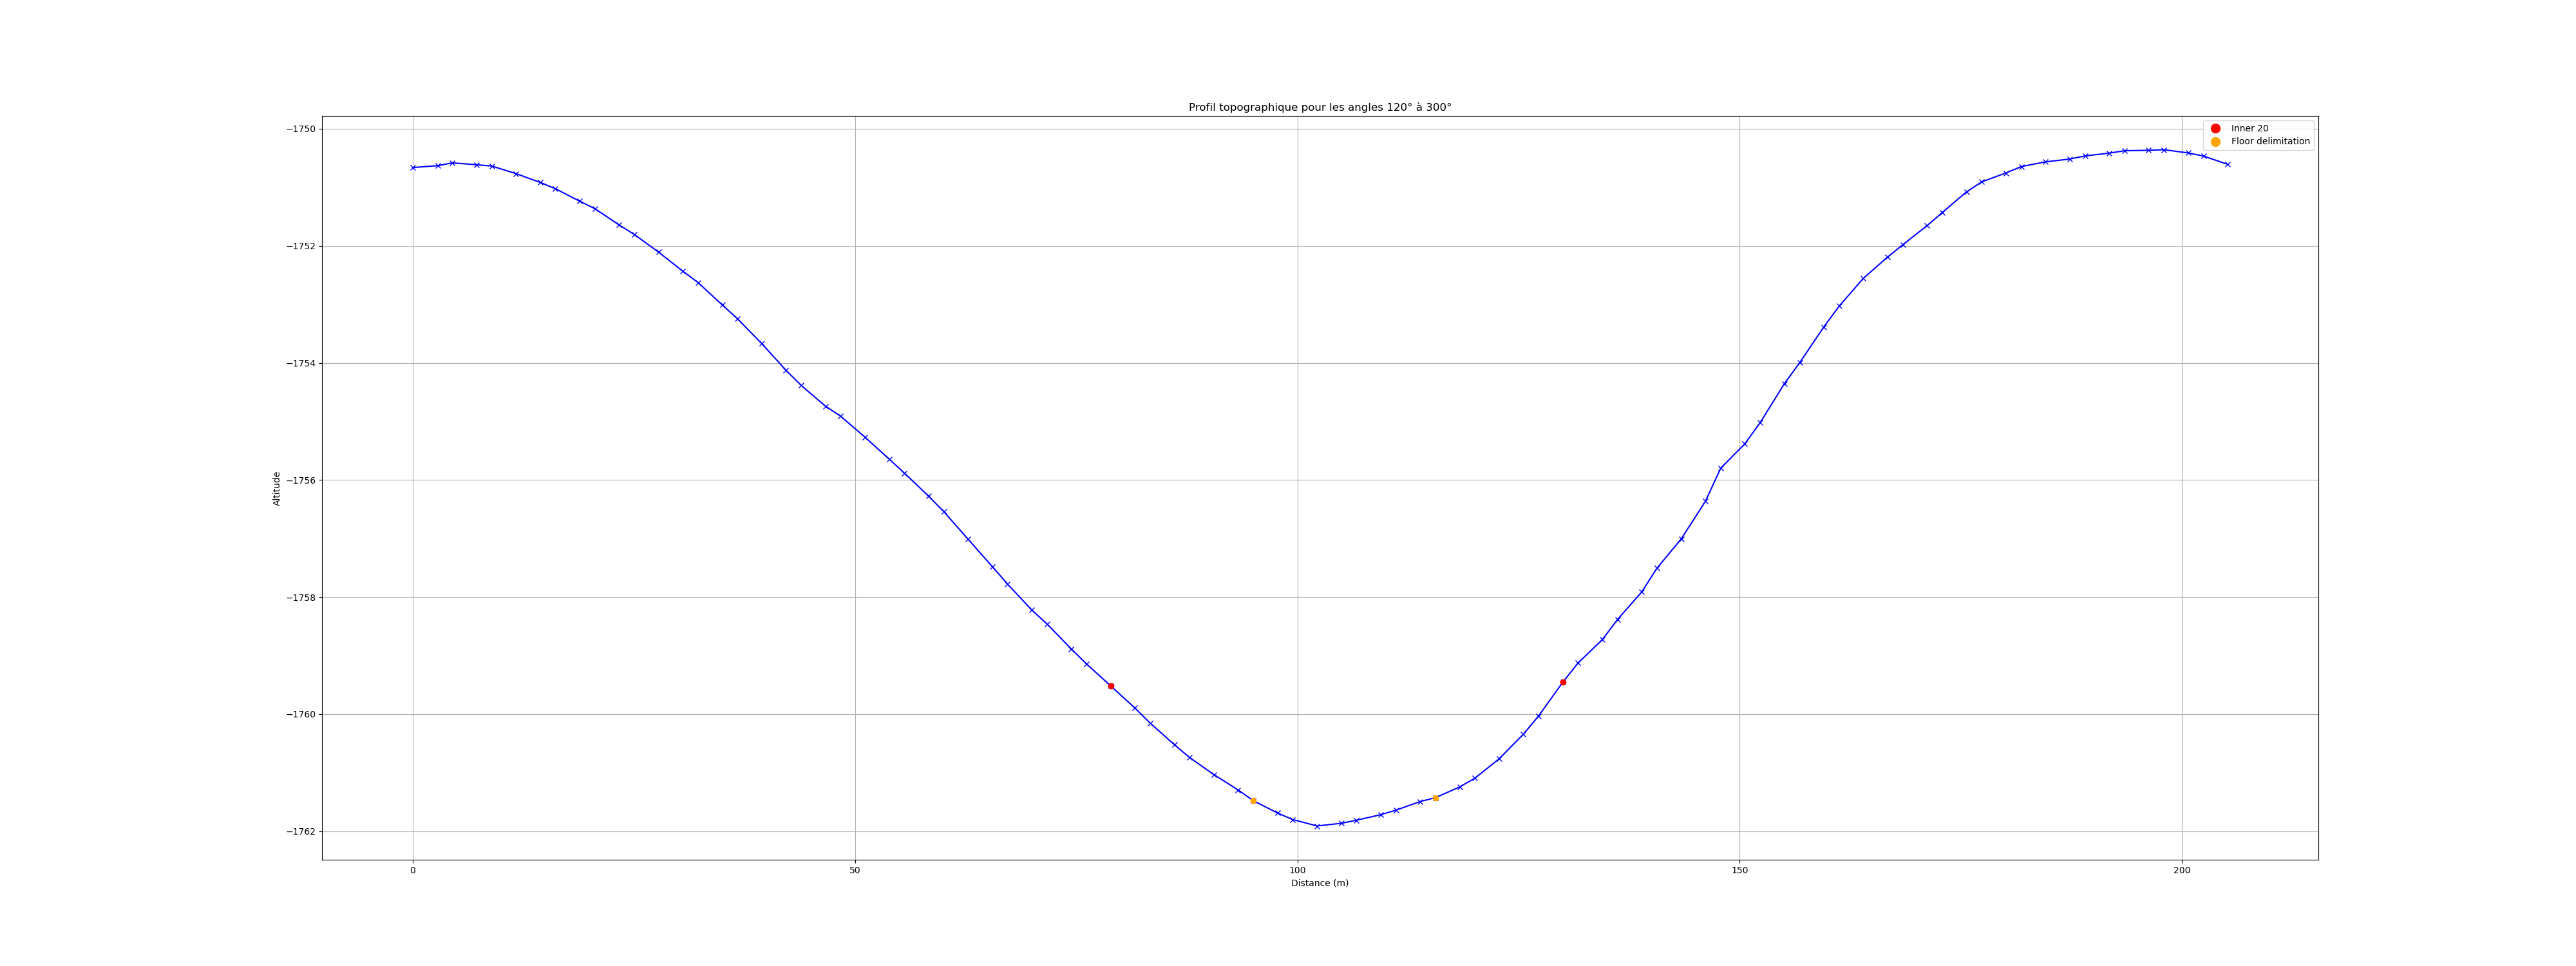 Profil topographique pour les angles 120° à 300°
Inner 20
Floor delimitation
−1750
−1752
−1754
−1756
−1758
−1760
−1762
Altitude
0
50
100
150
200
Distance (m)